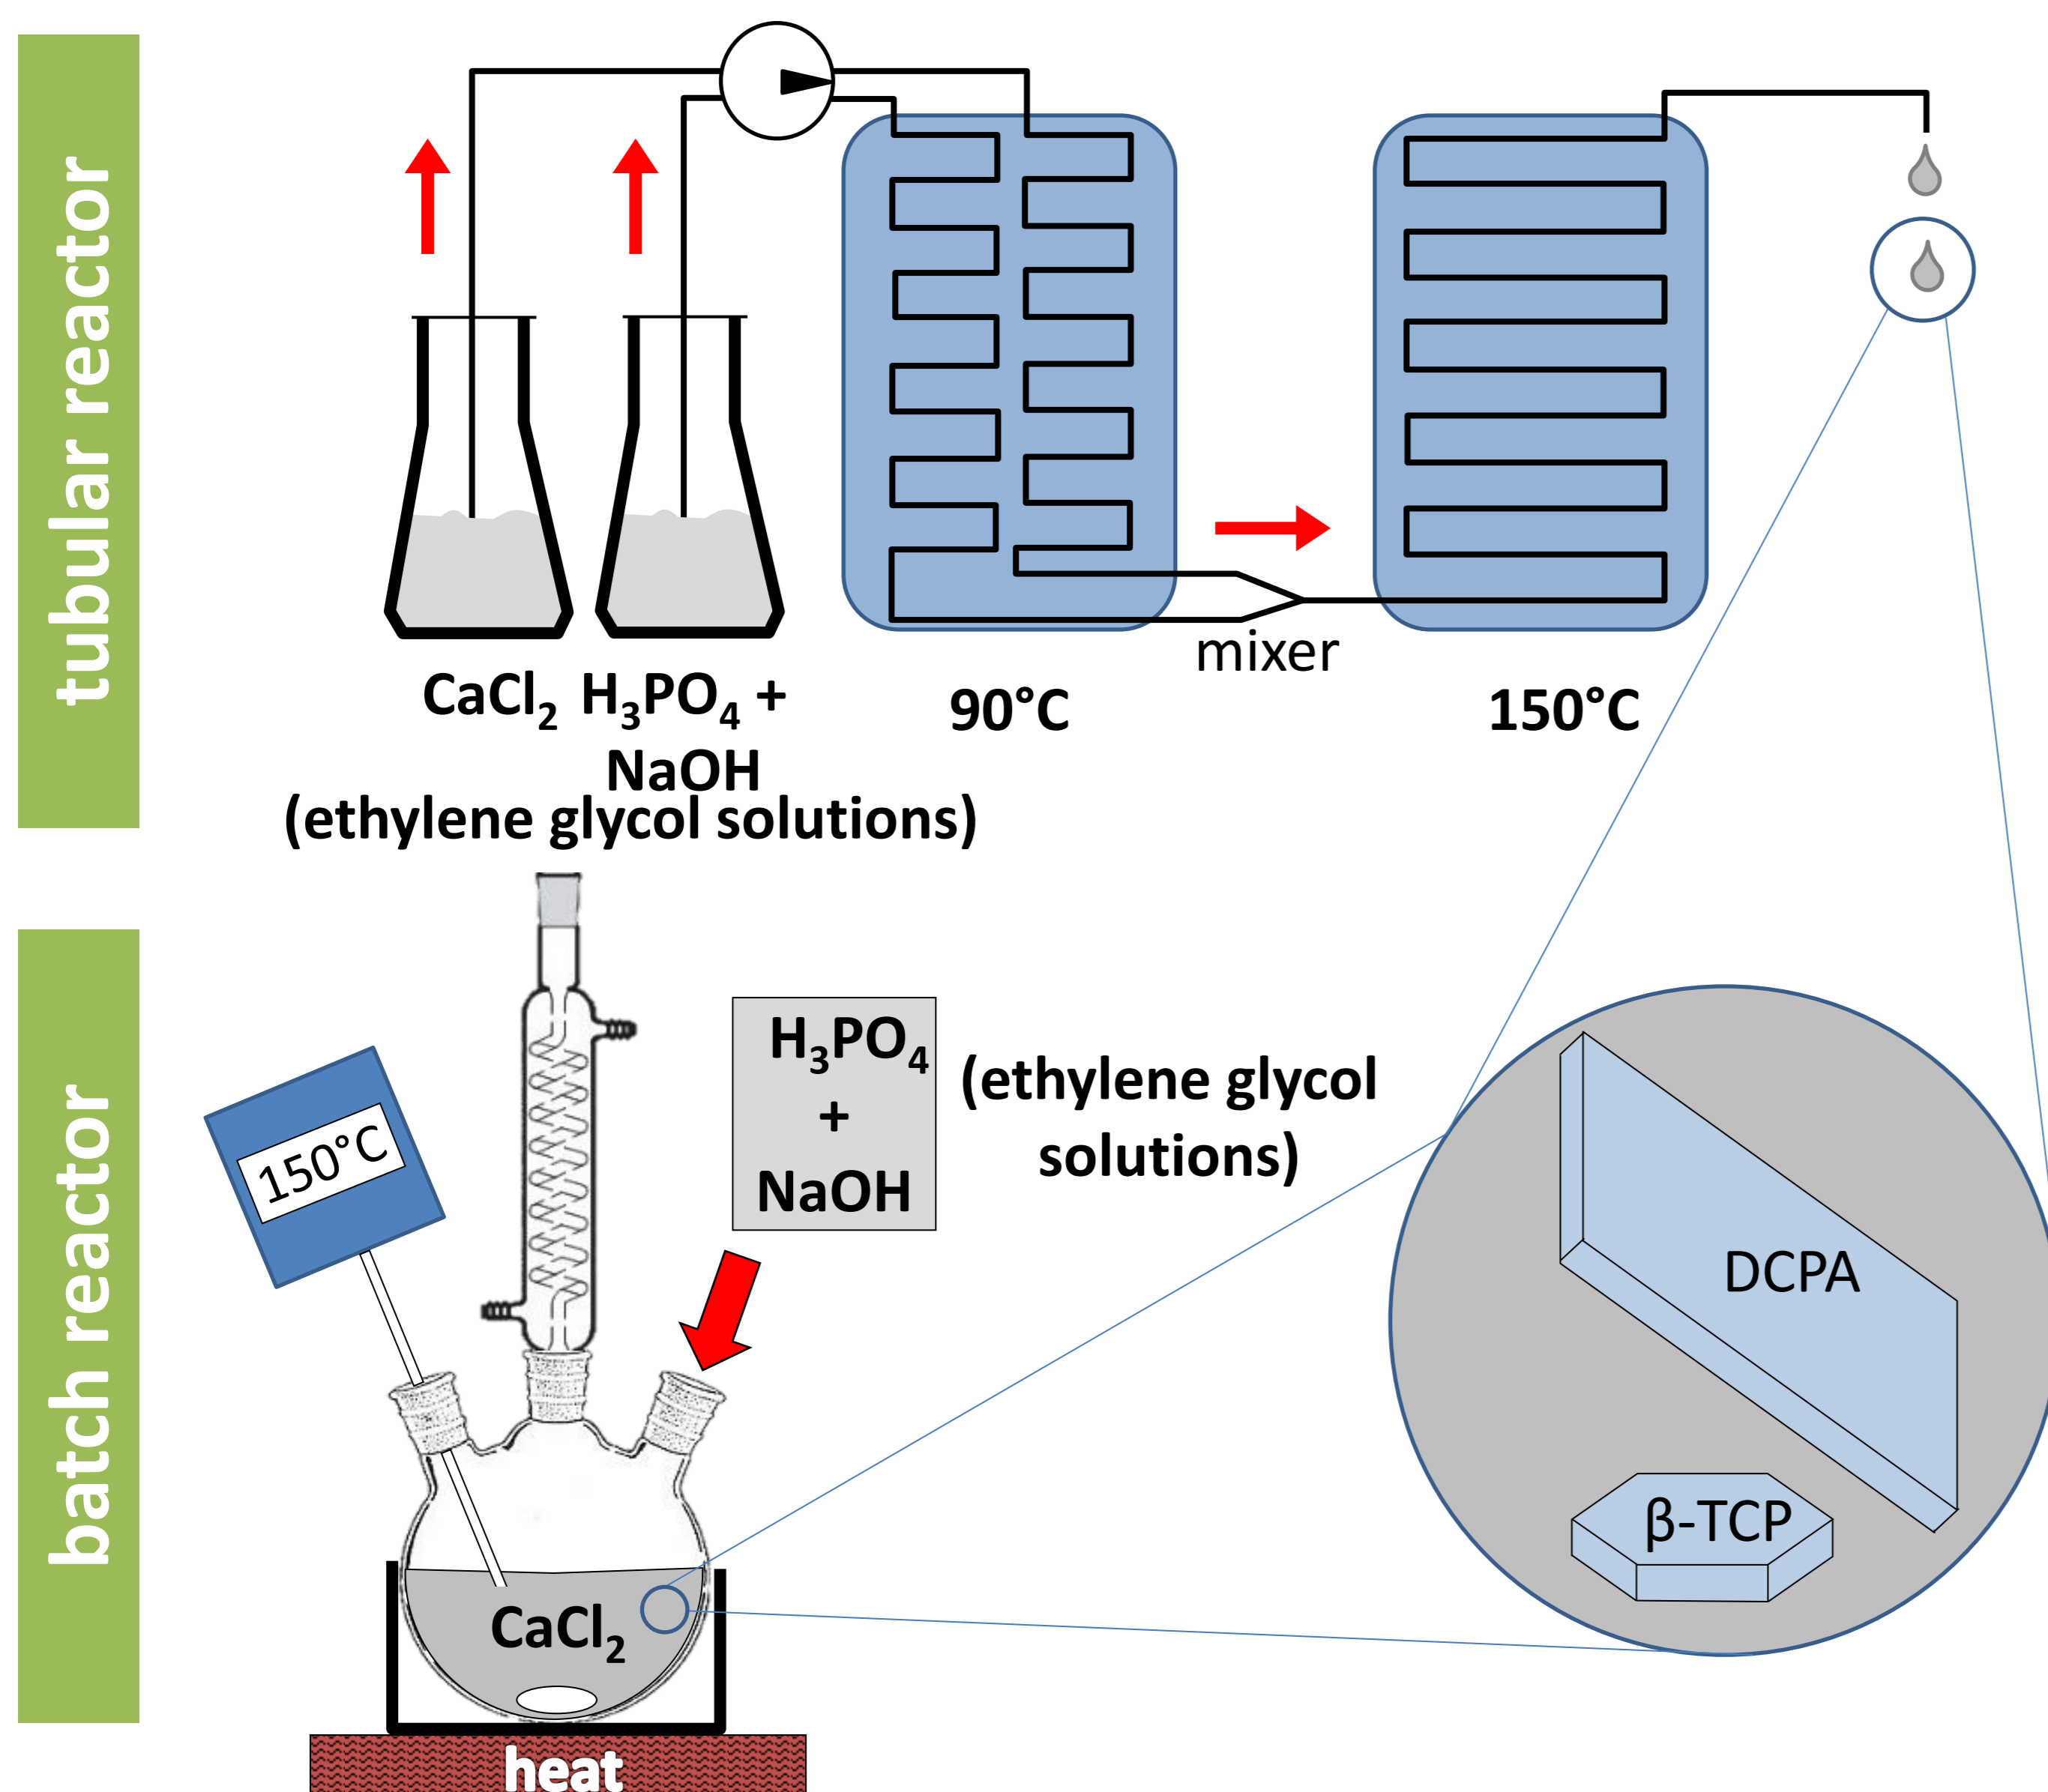 tubular reactor
CaCl₂ H₃PO₄ +
NaOH
(ethylene glycol solutions)
90°C
mixer
150°C
batch reactor
150°C
H₃PO₄
+
NaOH
(ethylene glycol
solutions)
CaCl₂
heat
DCPA
β-TCP